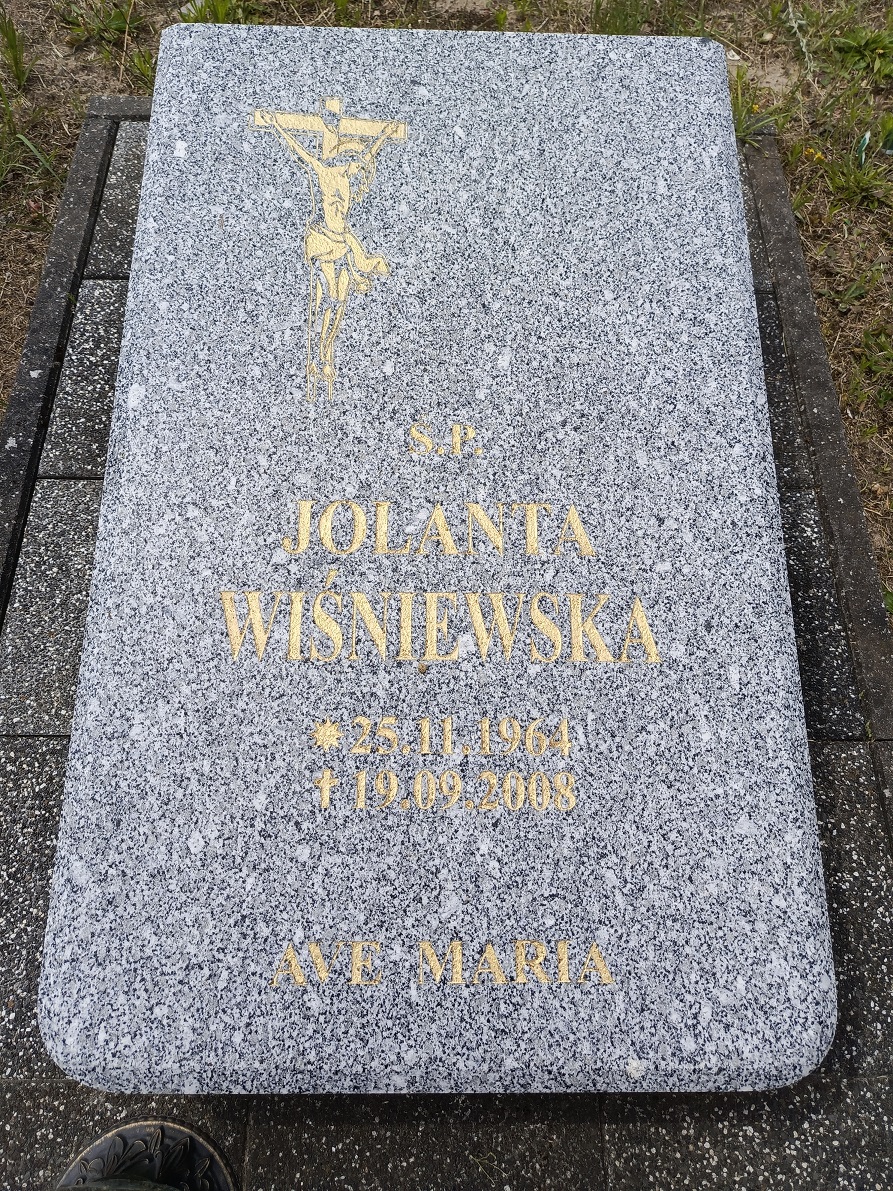 Ś.P.
JOLANTA
WIŚNIEWSKA
25.11.1964
19.09.2008
AVE MARIA